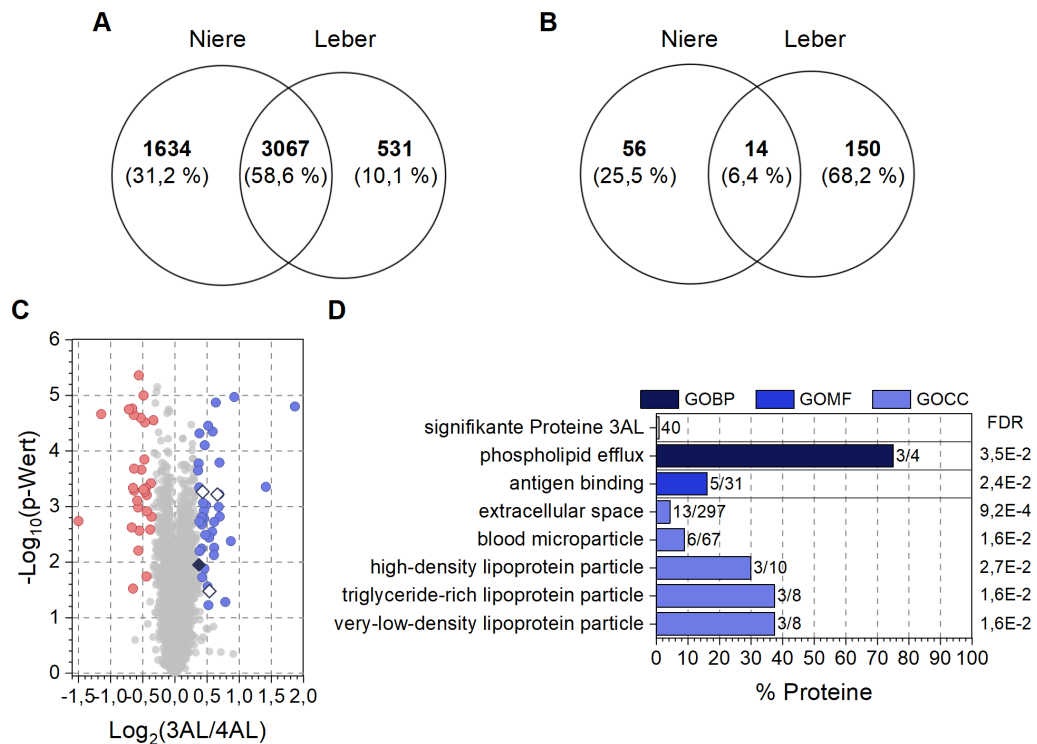 A
Niere Leber
1634 3067 531
(31,2 %) (58,6 %) (10,1 %)
B
Niere Leber
56 14 150
(25,5 %) (6,4 %) (68,2 %)
C
6
5
4
3
2
1
0
-Log10(p-Wert)
-1,5 -1,0 -0,5 0,0 0,5 1,0 1,5 2,0
Log2(3AL/4AL)
D
GOBP GOMF GOCC
FDR
signifikante Proteine 3AL 40
phospholipid efflux 3/4 3,5E-2
antigen binding 5/31 2,4E-2
extracellular space 13/297 9,2E-4
blood microparticle 6/67 1,6E-2
high-density lipoprotein particle 3/10 2,7E-2
triglyceride-rich lipoprotein particle 3/8 1,6E-2
very-low-density lipoprotein particle 3/8 1,6E-2
0 10 20 30 40 50 60 70 80 90 100
% Proteine